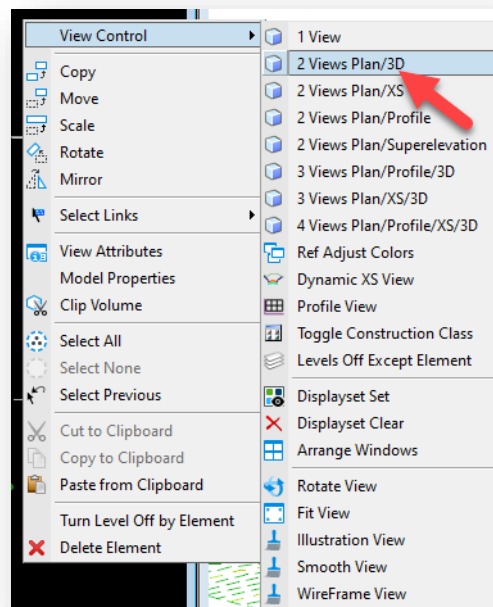 View Control
Copy
Move
Scale
Rotate
Mirror
Select Links
View Attributes
Model Properties
Clip Volume
Select All
Select None
Select Previous
Cut to Clipboard
Copy to Clipboard
Paste from Clipboard
Turn Level Off by Element
Delete Element
1 View
2 Views Plan/3D
2 Views Plan/XS
2 Views Plan/Profile
2 Views Plan/Superelevation
3 Views Plan/Profile/3D
3 Views Plan/XS/3D
4 Views Plan/Profile/XS/3D
Ref Adjust Colors
Dynamic XS View
Profile View
Toggle Construction Class
Levels Off Except Element
Displayset Set
Displayset Clear
Arrange Windows
Rotate View
Fit View
Illustration View
Smooth View
WireFrame View